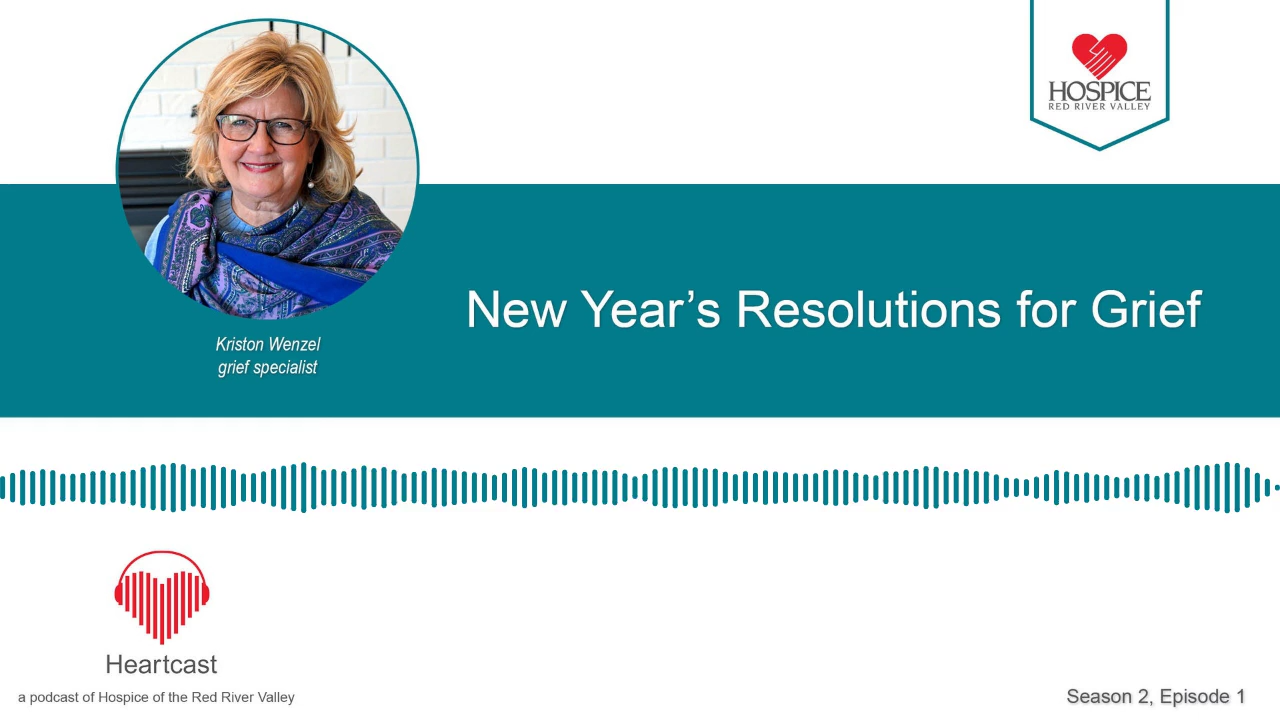 HOSPICE
RED RIVER VALLEY
New Year’s Resolutions for Grief
Kriston Wenzel
grief specialist
Heartcast
a podcast of Hospice of the Red River Valley
Season 2, Episode 1